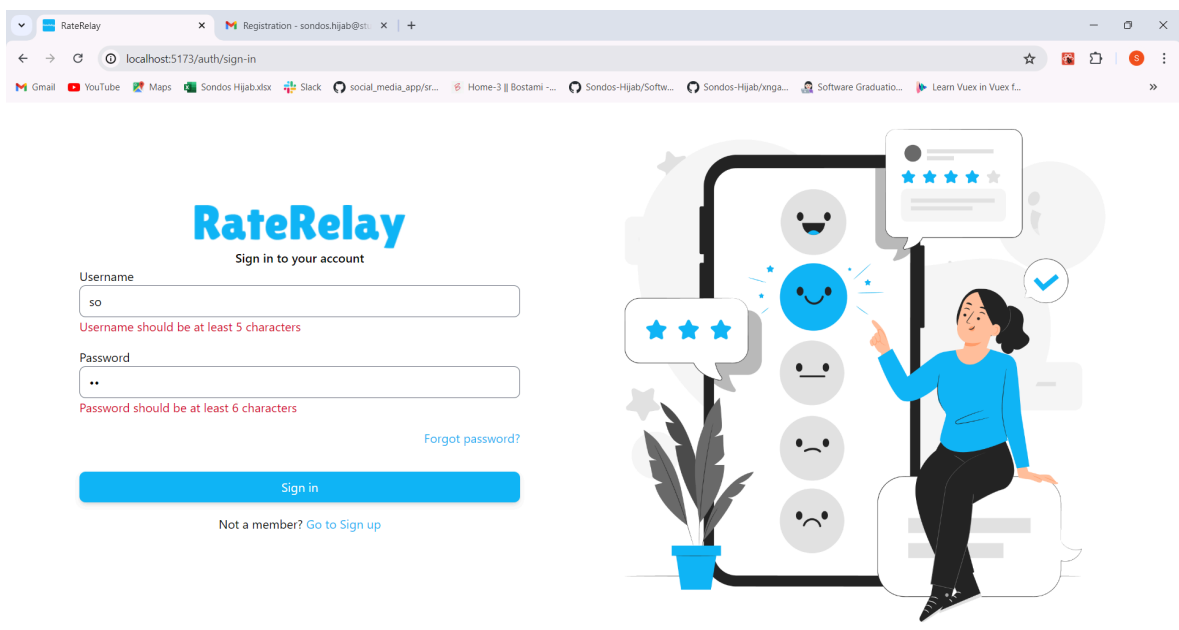 RateRelay
Registration - sondos.hijab@stu
localhost:5173/auth/sign-in
S
Gmail YouTube Maps Sondos Hijab.xlsx Slack social_media_app/sr... Home-3 || Bostami -... Sondos-Hijab/Softw... Sondos-Hijab/xnga... Software Graduatio... Learn Vuex in Vuex f...
RateRelay
Sign in to your account
Username
so
Username should be at least 5 characters
Password
Password should be at least 6 characters
Forgot password?
Sign in
Not a member? Go to Sign up